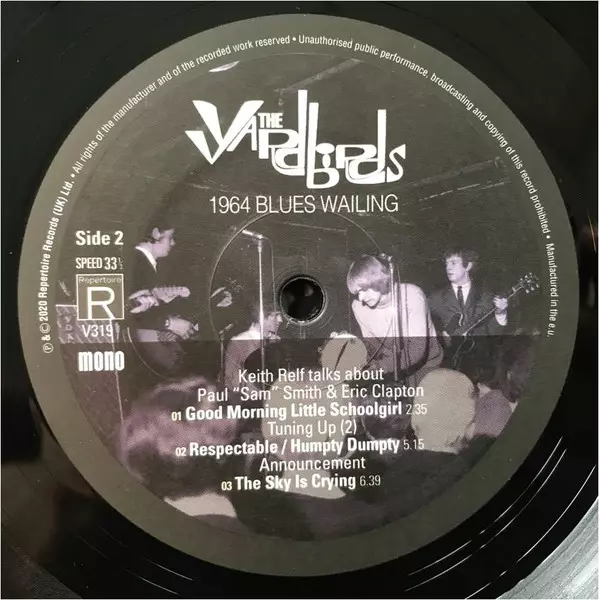 • All rights of the manufacturer and of the recorded work reserved • Unauthorised public performance, broadcasting and copying of this record prohibited • Manufactured in the e.u.
℗ & © 2020 Repertoire Records (UK) Ltd.
THE
YARDBIRDS
1964 BLUES WAILING
Side 2
SPEED 33 ⅓
Repertoire
R
V319
mono
Keith Relf talks about
Paul "Sam" Smith & Eric Clapton
01 Good Morning Little Schoolgirl 2.35
Tuning Up (2)
02 Respectable / Humpty Dumpty 5.15
Announcement
03 The Sky Is Crying 6.39